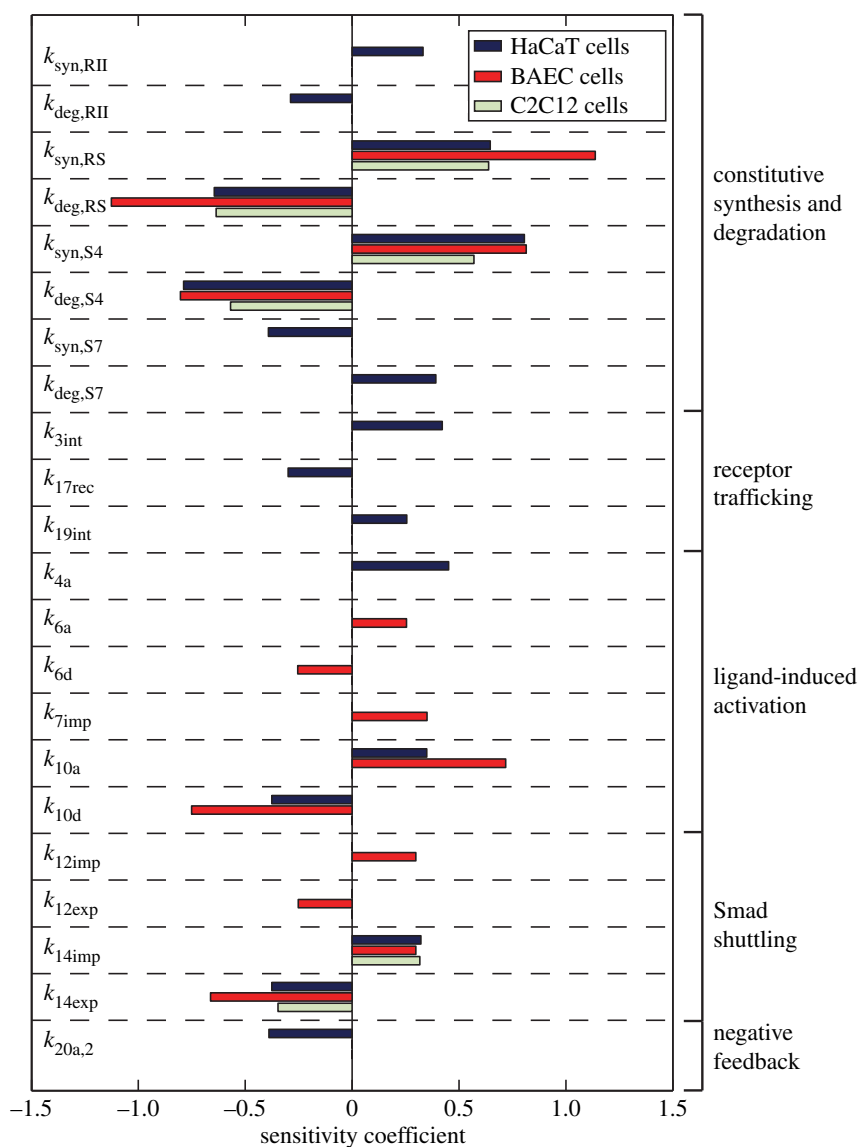 HaCaT cells
BAEC cells
C2C12 cells
k_syn,RII
k_deg,RII
k_syn,RS
k_deg,RS
k_syn,S4
k_deg,S4
k_syn,S7
k_deg,S7
k_3int
k_17rec
k_19int
k_4a
k_6a
k_6d
k_7imp
k_10a
k_10d
k_12imp
k_12exp
k_14imp
k_14exp
k_20a,2
constitutive
synthesis and
degradation
receptor
trafficking
ligand-induced
activation
Smad
shuttling
negative
feedback
–1.5 –1.0 –0.5 0 0.5 1.0 1.5
sensitivity coefficient